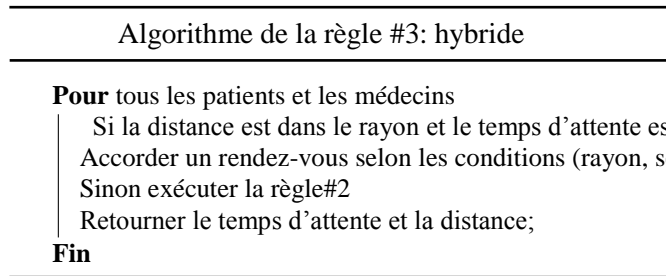 Algorithme de la règle #3: hybride
Pour tous les patients et les médecins
Si la distance est dans le rayon et le temps d’attente
Accorder un rendez-vous selon les conditions (rayon,
Sinon exécuter la règle#2
Retourner le temps d’attente et la distance;
Fin